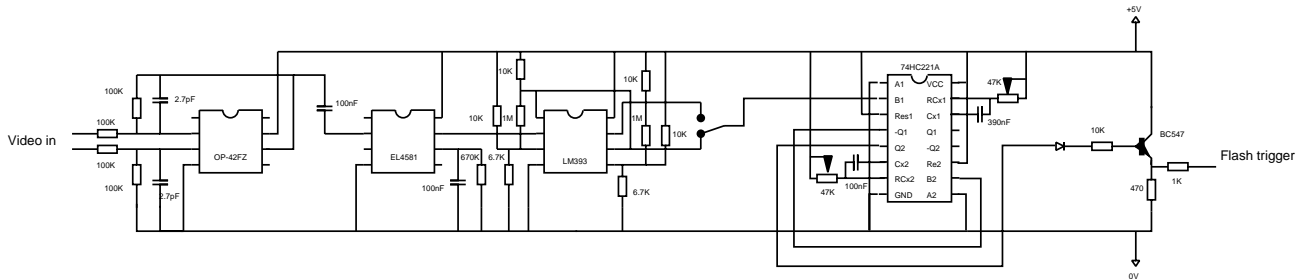 +5V
74HC221A
10K
10K
47K
100K
2.7pF
100nF
10K
1M
1M
10K
A1
VCC
B1
RCx1
Res1
Cx1
390nF
-Q1
Q1
Q2
-Q2
Cx2
Re2
RCx2
B2
GND
A2
100K
Video in
100K
OP-42FZ
EL4581
670K
6.7K
LM393
10K
BC547
Flash trigger
100K
2.7pF
100nF
6.7K
47K
100nF
470
1K
0V